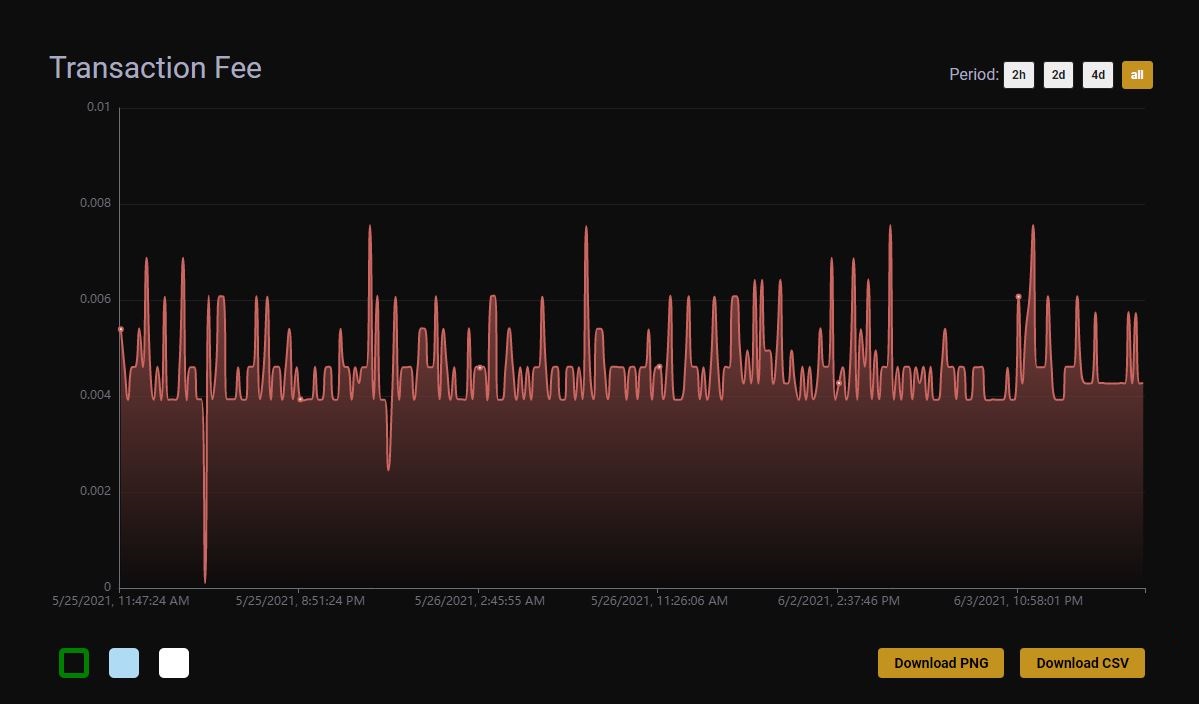 Transaction Fee
Period: 2h 2d 4d all
0.01
0.008
0.006
0.004
0.002
0
5/25/2021, 11:47:24 AM 5/25/2021, 8:51:24 PM 5/26/2021, 2:45:55 AM 5/26/2021, 11:26:06 AM 6/2/2021, 2:37:46 PM 6/3/2021, 10:58:01 PM
Download PNG Download CSV